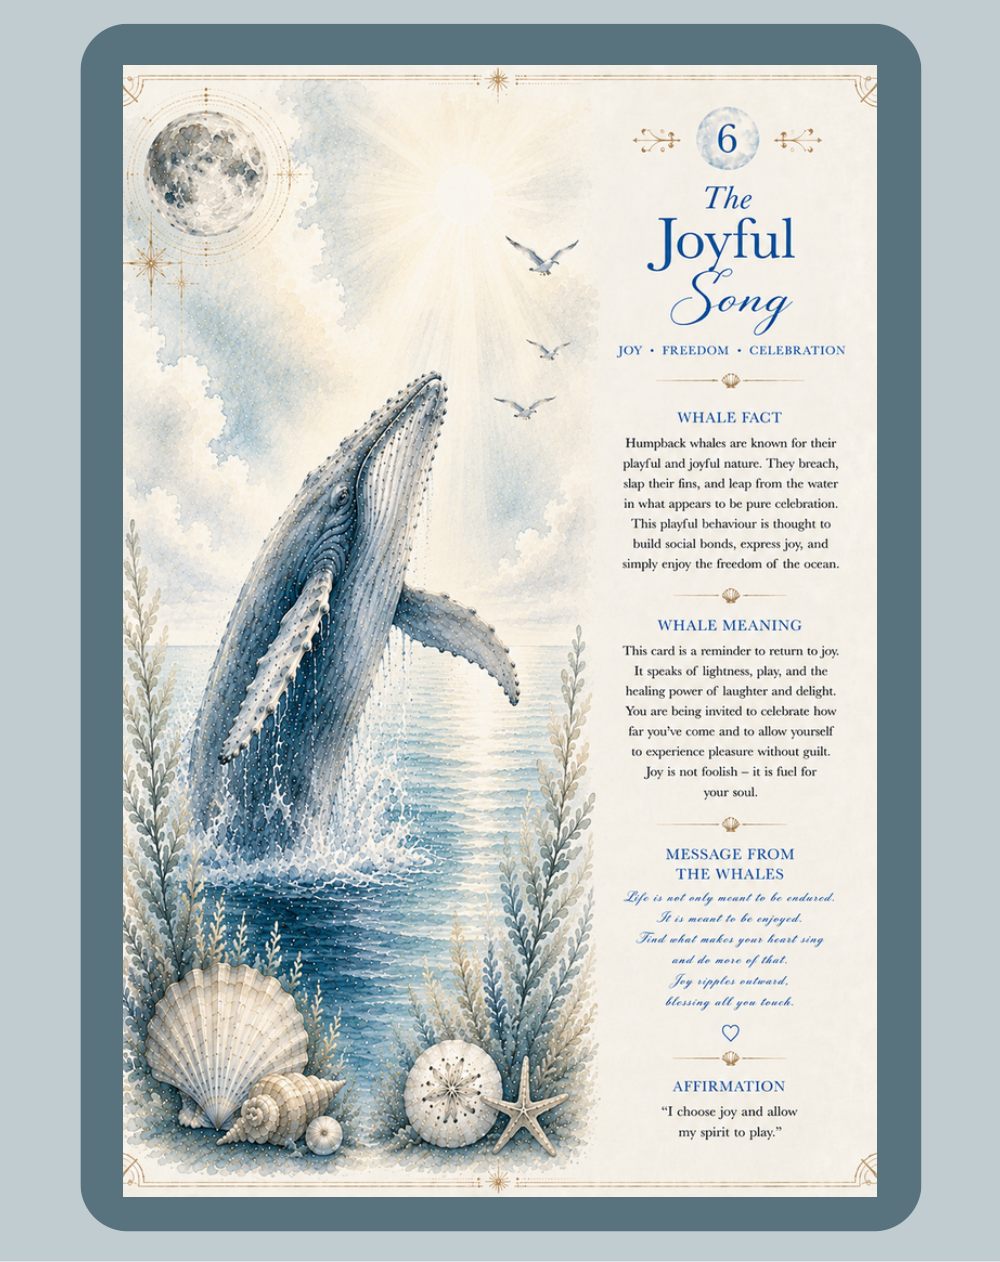 6
The
Joyful
Song
JOY • FREEDOM • CELEBRATION
WHALE FACT
Humpback whales are known for their
playful and joyful nature. They breach,
slap their fins, and leap from the water
in what appears to be pure celebration.
This playful behaviour is thought to
build social bonds, express joy, and
simply enjoy the freedom of the ocean.
WHALE MEANING
This card is a reminder to return to joy.
It speaks of lightness, play, and the
healing power of laughter and delight.
You are being invited to celebrate how
far you've come and to allow yourself
to experience pleasure without guilt.
Joy is not foolish – it is fuel for
your soul.
MESSAGE FROM
THE WHALES
Life is not only meant to be endured.
It is meant to be enjoyed.
Find what makes your heart sing
and do more of that.
Joy ripples outward,
blessing all you touch.
AFFIRMATION
“I choose joy and allow
my spirit to play.”